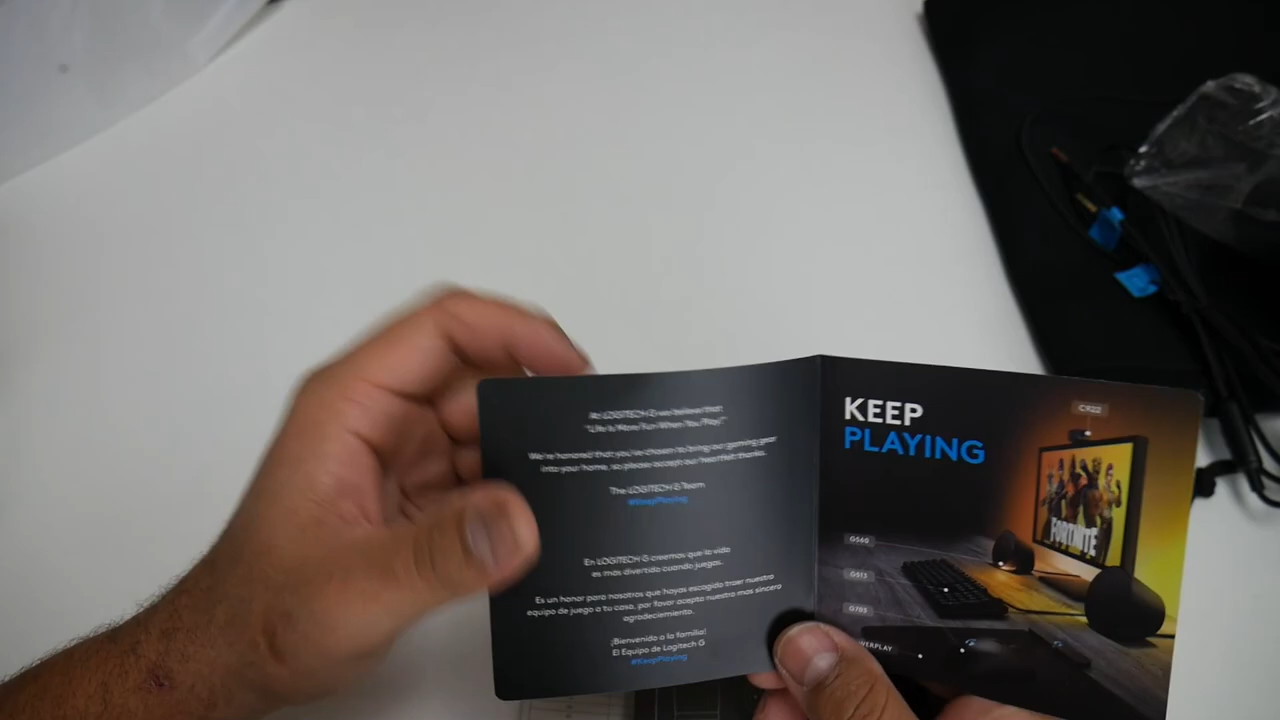 At LOGITECH G we believe that
"Life Is More Fun When You Play!"
We're honored that you've chosen to bring our gaming gear
into your home, so please accept our heartfelt thanks.
The LOGITECH G Team
#KeepPlaying
En LOGITECH G creemos que la vida
es mas divertida cuando juegas.
Es un honor para nosotros que hayas escogido traer nuestro
equipo de juego a tu casa, por favor acepta nuestro mas sincero
agradeciemiento.
¡Bienvenido a la familia!
El Equipo de Logitech G
#KeepPlaying
KEEP
PLAYING
C922
FORTNITE
G560
G513
G703
WERPLAY